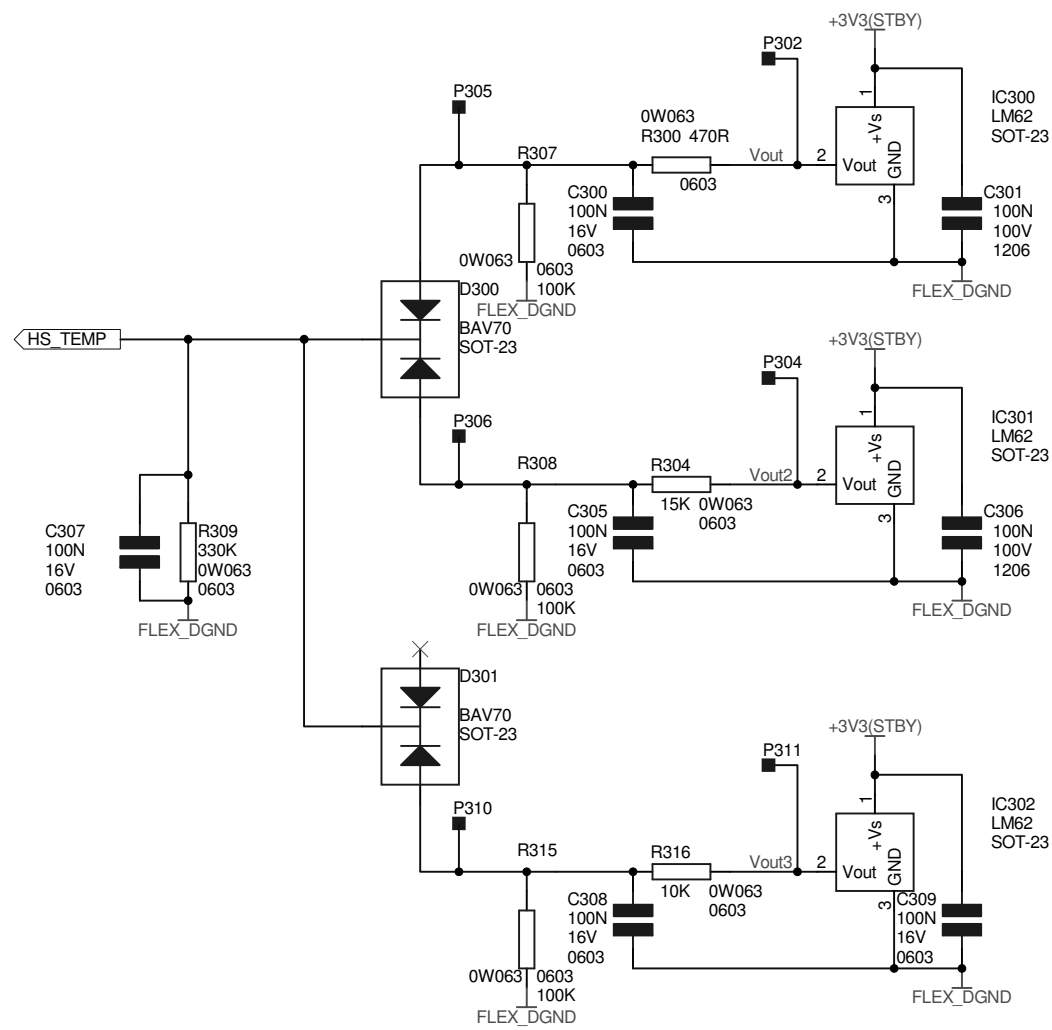 +3V3(STBY)
P302
P305
IC300
LM62
SOT-23
0W063
R300 470R
1
+Vs
R307
Vout
2
Vout
GND
0603
3
C300
100N
16V
0603
C301
100N
100V
1206
0W063
0603
100K
FLEX_DGND
FLEX_DGND
D300
BAV70
SOT-23
HS_TEMP
+3V3(STBY)
P304
P306
IC301
LM62
SOT-23
1
+Vs
R308
R304
Vout2
2
Vout
GND
15K
0W063
0603
3
C305
100N
16V
0603
C306
100N
100V
1206
C307
100N
16V
0603
R309
330K
0W063
0603
0W063
0603
100K
FLEX_DGND
FLEX_DGND
FLEX_DGND
D301
BAV70
SOT-23
+3V3(STBY)
P311
P310
IC302
LM62
SOT-23
1
+Vs
R315
R316
Vout3
2
Vout
GND
10K
0W063
0603
3
C308
100N
16V
0603
C309
100N
16V
0603
0W063
0603
100K
FLEX_DGND
FLEX_DGND